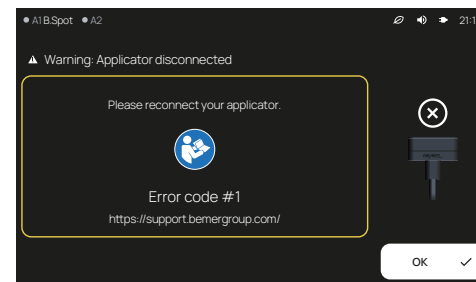 A1 B.Spot A2
21:1
Warning: Applicator disconnected
Please reconnect your applicator.
Error code #1
https://support.bemergroup.com/
OK